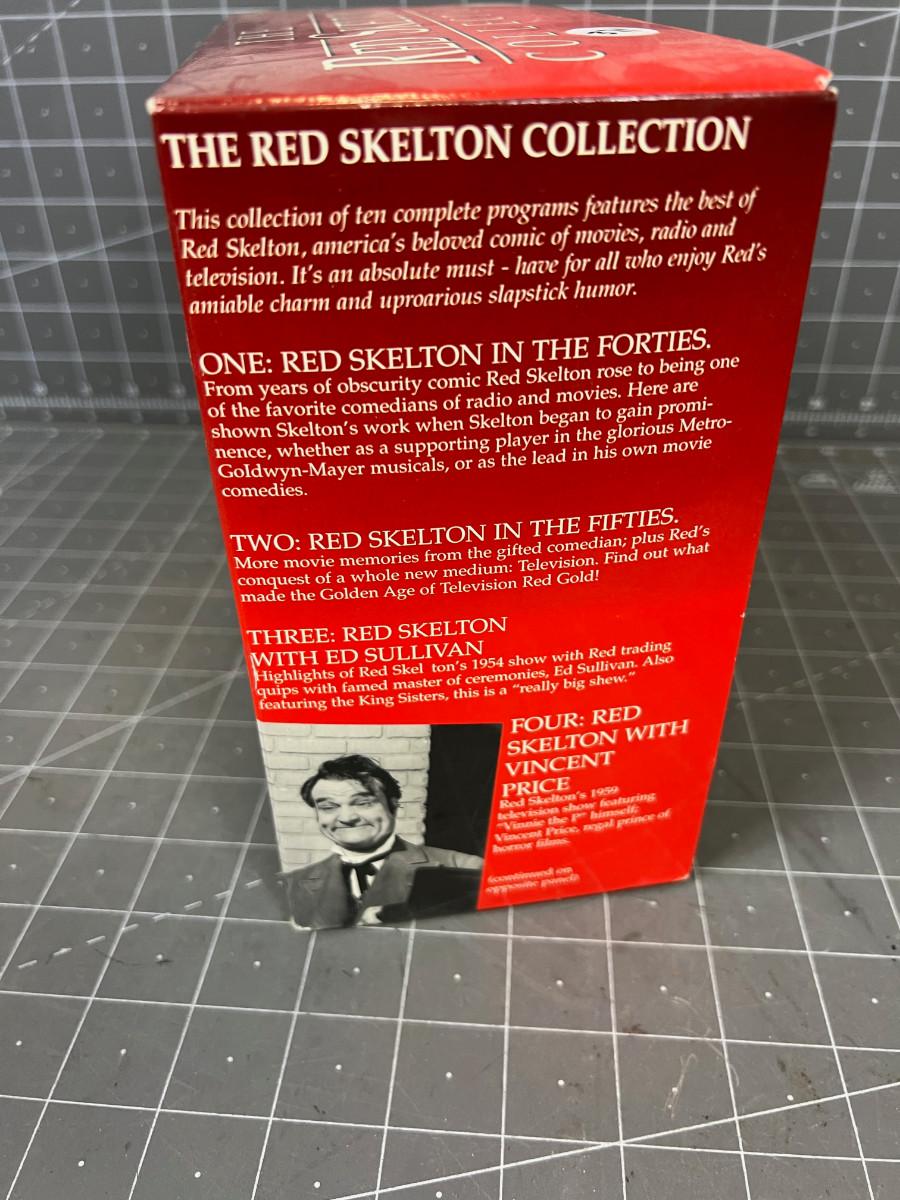 THE
RED
THE RED SKELTON COLLECTION
This collection of ten complete programs features the best of
Red Skelton, america's beloved comic of movies, radio and
television. It's an absolute must - have for all who enjoy Red's
amiable charm and uproarious slapstick humor.
ONE: RED SKELTON IN THE FORTIES.
From years of obscurity comic Red Skelton rose to being one
of the favorite comedians of radio and movies. Here are
shown Skelton's work when Skelton began to gain promi-
nence, whether as a supporting player in the glorious Metro-
Goldwyn-Mayer musicals, or as the lead in his own movie
comedies.
TWO: RED SKELTON IN THE FIFTIES.
More movie memories from the gifted comedian; plus Red's
conquest of a whole new medium: Television. Find out what
made the Golden Age of Television Red Gold!
THREE: RED SKELTON
WITH ED SULLIVAN
Highlights of Red Skel ton's 1954 show with Red trading
quips with famed master of ceremonies, Ed Sullivan. Also
featuring the King Sisters, this is a "really big shew."
FOUR: RED
SKELTON WITH
VINCENT
PRICE
Red Skelton's 1959
television show featuring
"Vinnie the P" himself;
Vincent Price, regal prince of
horror films.
(continued on
opposite panel)